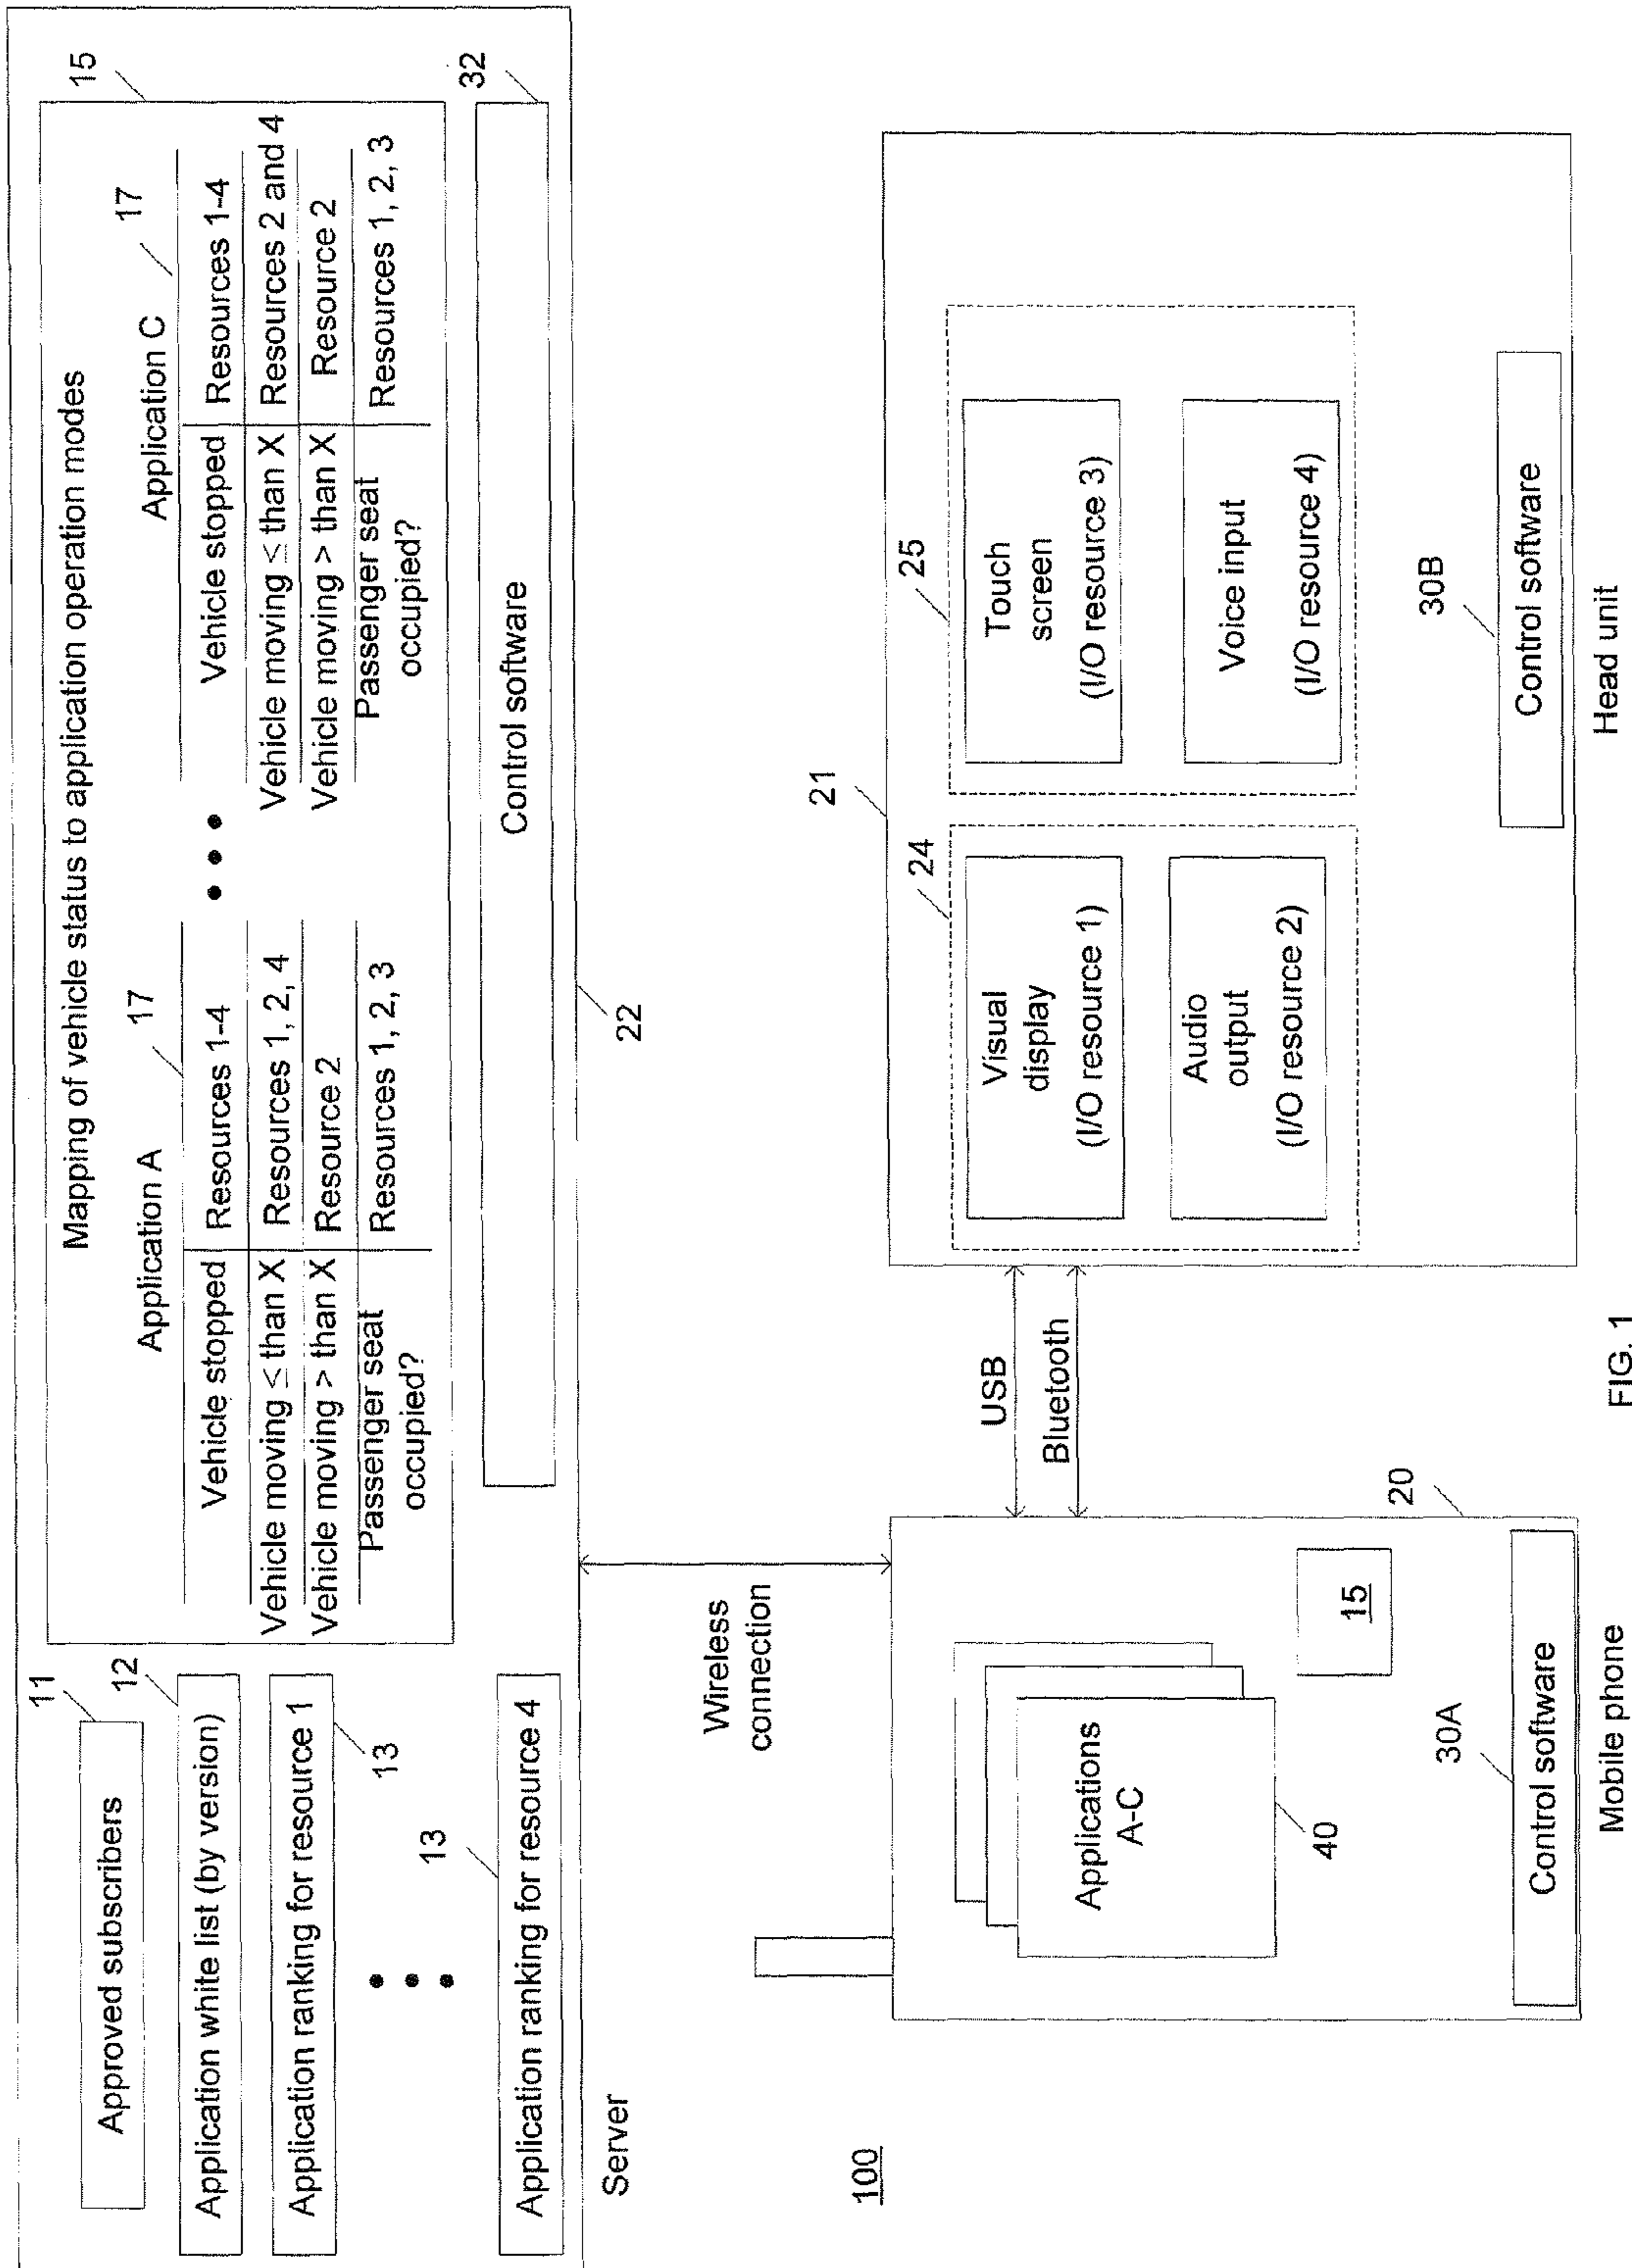 11
Approved subscribers
12
Application white list (by version)
Application ranking for resource 1
13
13
Application ranking for resource 4
Server
15
Mapping of vehicle status to application operation modes
Application A
17
Vehicle stopped Resources 1-4
Vehicle moving ≤ than X Resources 1, 2, 4
Vehicle moving > than X Resource 2
Passenger seat Resources 1, 2, 3
occupied?
Application C
17
Vehicle stopped Resources 1-4
Vehicle moving ≤ than X Resources 2 and 4
Vehicle moving > than X Resource 2
Passenger seat Resources 1, 2, 3
occupied?
32
Control software
22
100
Wireless
connection
Applications
A-C
40
15
20
30A
Control software
Mobile phone
USB
Bluetooth
21
24
Visual
display
(I/O resource 1)
Audio
output
(I/O resource 2)
25
Touch
screen
(I/O resource 3)
Voice input
(I/O resource 4)
30B
Control software
Head unit
FIG. 1